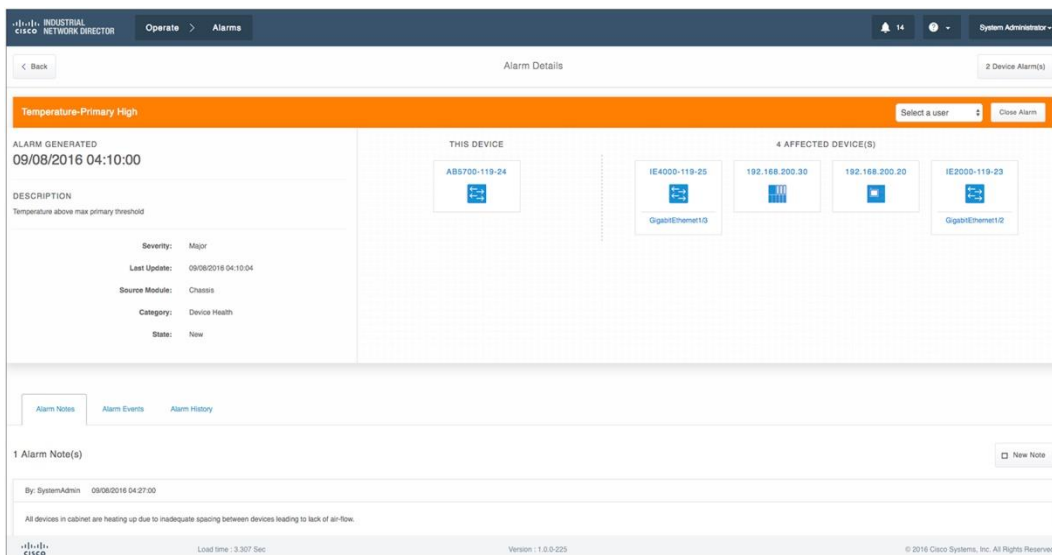 CISCO INDUSTRIAL NETWORK DIRECTOR
Operate > Alarms
14
System Administrator
< Back
Alarm Details
2 Device Alarm(s)
Temperature-Primary High
Select a user
Close Alarm
ALARM GENERATED
09/08/2016 04:10:00
DESCRIPTION
Temperature above max primary threshold
Severity: Major
Last Update: 09/08/2016 04:10:04
Source Module: Chassis
Category: Device Health
State: New
THIS DEVICE
AB5700-119-24
4 AFFECTED DEVICE(S)
IE4000-119-25
GigabitEthernet1/3
192.168.200.30
192.168.200.20
IE2000-119-23
GigabitEthernet1/2
Alarm Notes
Alarm Events
Alarm History
1 Alarm Note(s)
New Note
By: SystemAdmin 09/08/2016 04:27:00
All devices in cabinet are heating up due to inadequate spacing between devices leading to lack of air-flow.
CISCO
Load time : 3.307 Sec
Version : 1.0.0-225
© 2016 Cisco Systems, Inc. All Rights Reserved